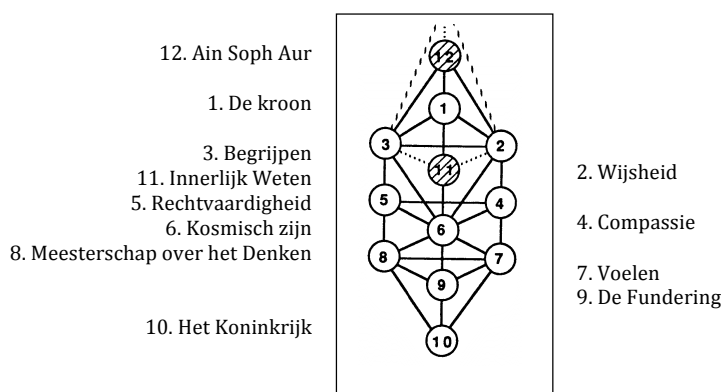 12. Ain Soph Aur
1. De kroon
3. Begrijpen
11. Innerlijk Weten
5. Rechtvaardigheid
6. Kosmisch zijn
8. Meesterschap over het Denken
10. Het Koninkrijk
12
1
3
2
11
5
4
6
8
7
9
10
2. Wijsheid
4. Compassie
7. Voelen
9. De Fundering